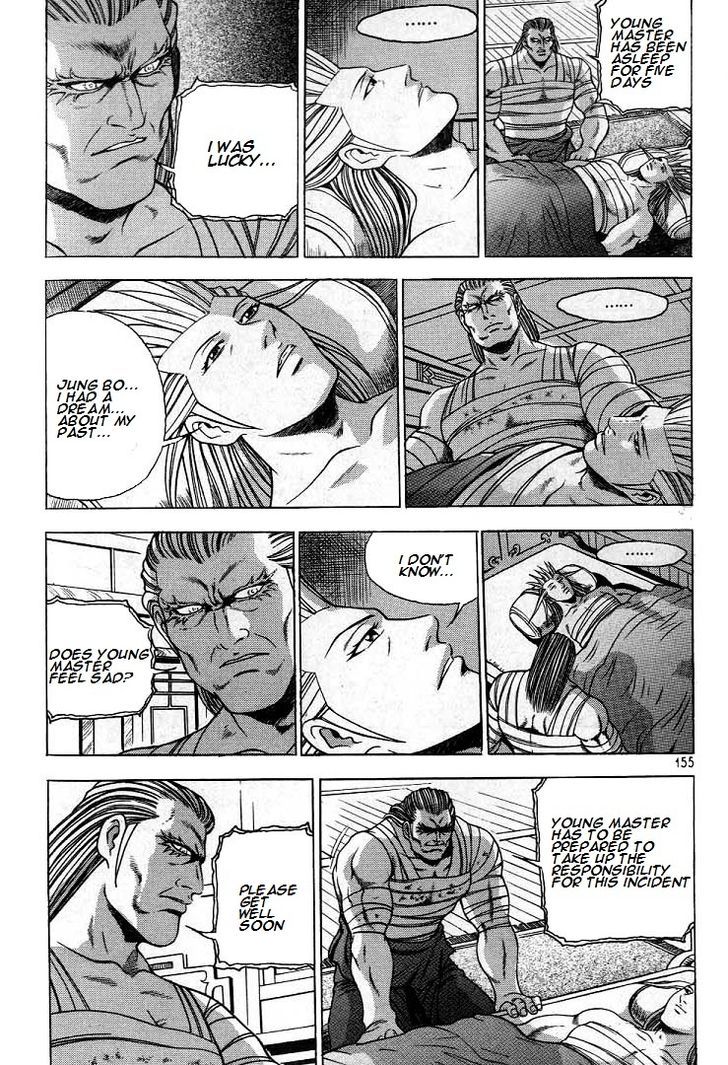 I WAS
LUCKY...
......
YOUNG
MASTER
HAS BEEN
ASLEEP
FOR FIVE
DAYS
JUNG BO...
I HAD A
DREAM...
ABOUT MY
PAST...
......
DOES YOUNG
MASTER
FEEL SAD?
I DON'T
KNOW...
......
155
PLEASE
GET
WELL
SOON
YOUNG MASTER
HAS TO BE
PREPARED TO
TAKE UP THE
RESPONSIBILITY
FOR THIS INCIDENT